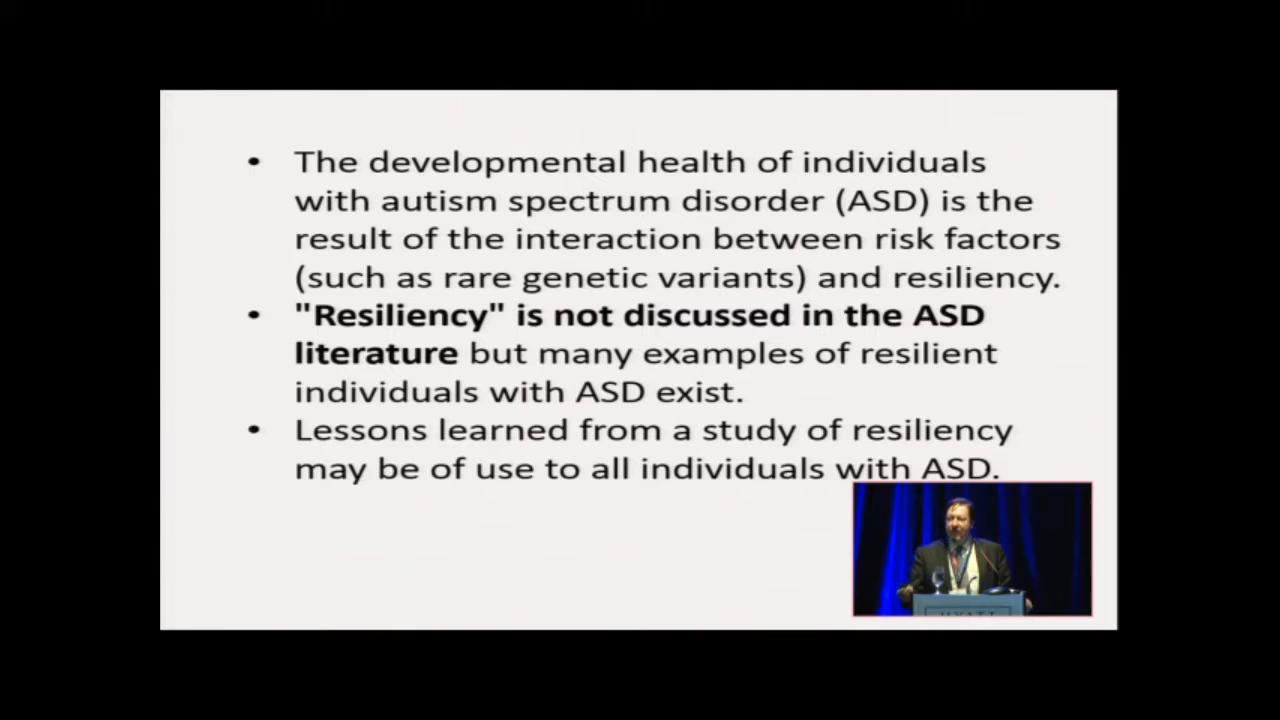 • The developmental health of individuals
with autism spectrum disorder (ASD) is the
result of the interaction between risk factors
(such as rare genetic variants) and resiliency.
• "Resiliency" is not discussed in the ASD
literature but many examples of resilient
individuals with ASD exist.
• Lessons learned from a study of resiliency
may be of use to all individuals with ASD.
HYATT